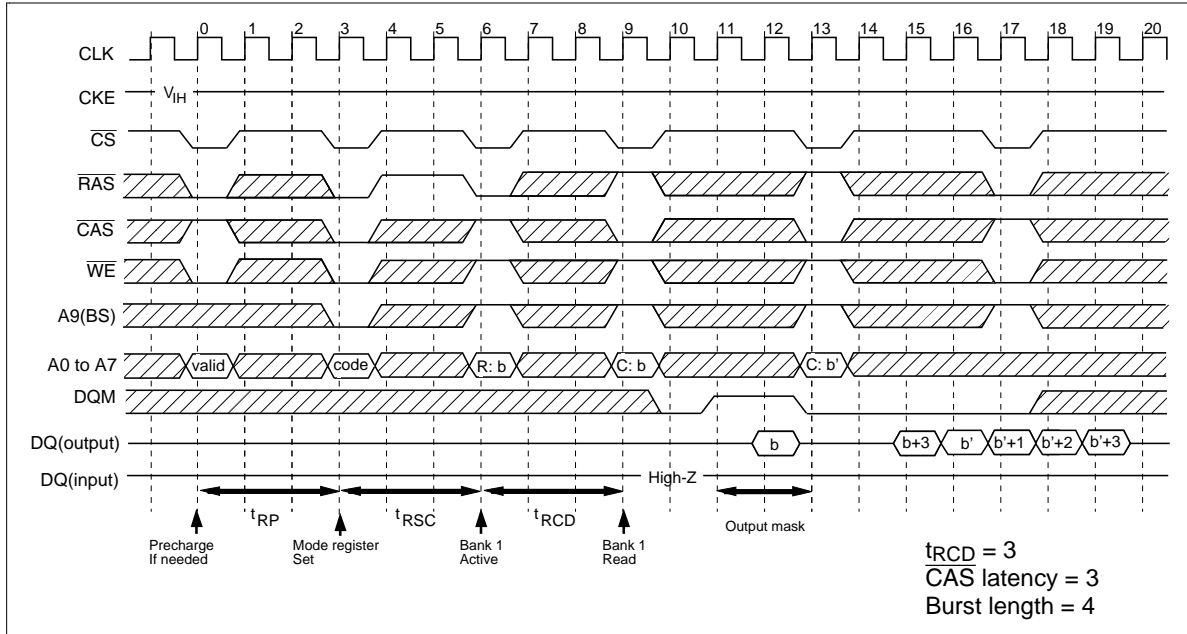 0 1 2 3 4 5 6 7 8 9 10 11 12 13 14 15 16 17 18 19 20
CLK
CKE VIH
CS
RAS
CAS
WE
A9(BS)
A0 to A7 valid code R: b C: b C: b'
DQM
DQ(output) b b+3 b' b'+1 b'+2 b'+3
DQ(input) High-Z
tRP tRSC tRCD Output mask
Precharge If needed
Mode register Set
Bank 1 Active
Bank 1 Read
tRCD = 3
CAS latency = 3
Burst length = 4